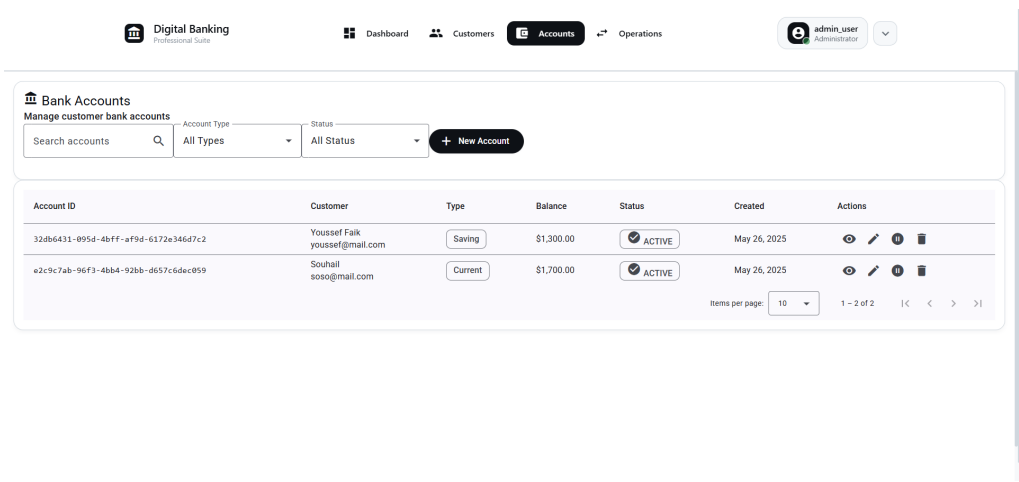 Digital Banking
Professional Suite
Dashboard
Customers
Accounts
Operations
admin_user
Administrator
Bank Accounts
Manage customer bank accounts
Search accounts
Account Type
All Types
Status
All Status
New Account
Account ID Customer Type Balance Status Created Actions
32db6431-095d-4bff-af9d-6172e346d7c2 Youssef Faik Saving $1,300.00 ACTIVE May 26, 2025
youssef@mail.com
e2c9c7ab-96f3-4bb4-92bb-d657c6dec059 Souhail Current $1,700.00 ACTIVE May 26, 2025
soso@mail.com
Items per page: 10 1 – 2 of 2